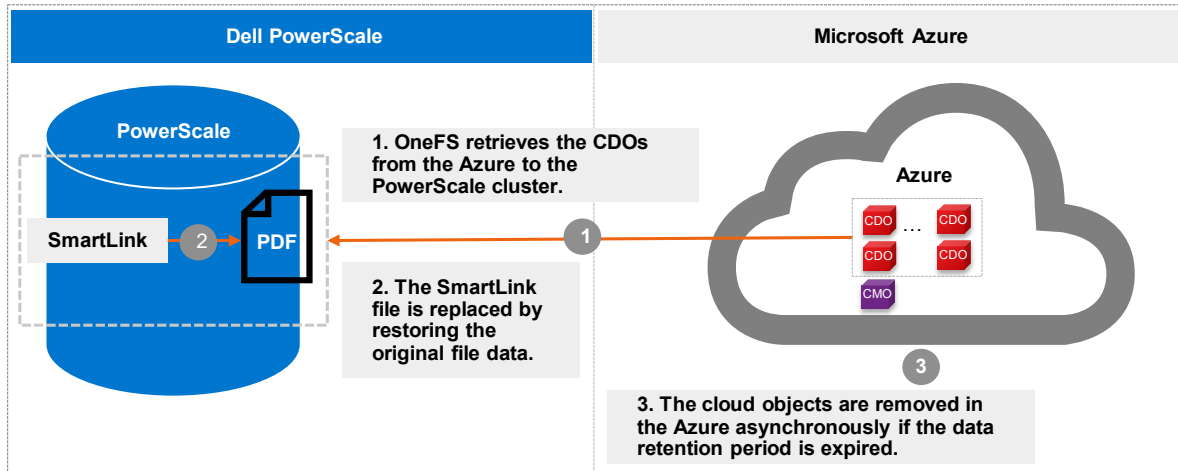 Dell PowerScale
Microsoft Azure
PowerScale
1. OneFS retrieves the CDOs
from the Azure to the
PowerScale cluster.
Azure
CDO ... CDO
CDO CDO
CMO
SmartLink
2
PDF
1
2. The SmartLink
file is replaced by
restoring the
original file data.
3
3. The cloud objects are removed in
the Azure asynchronously if the data
retention period is expired.